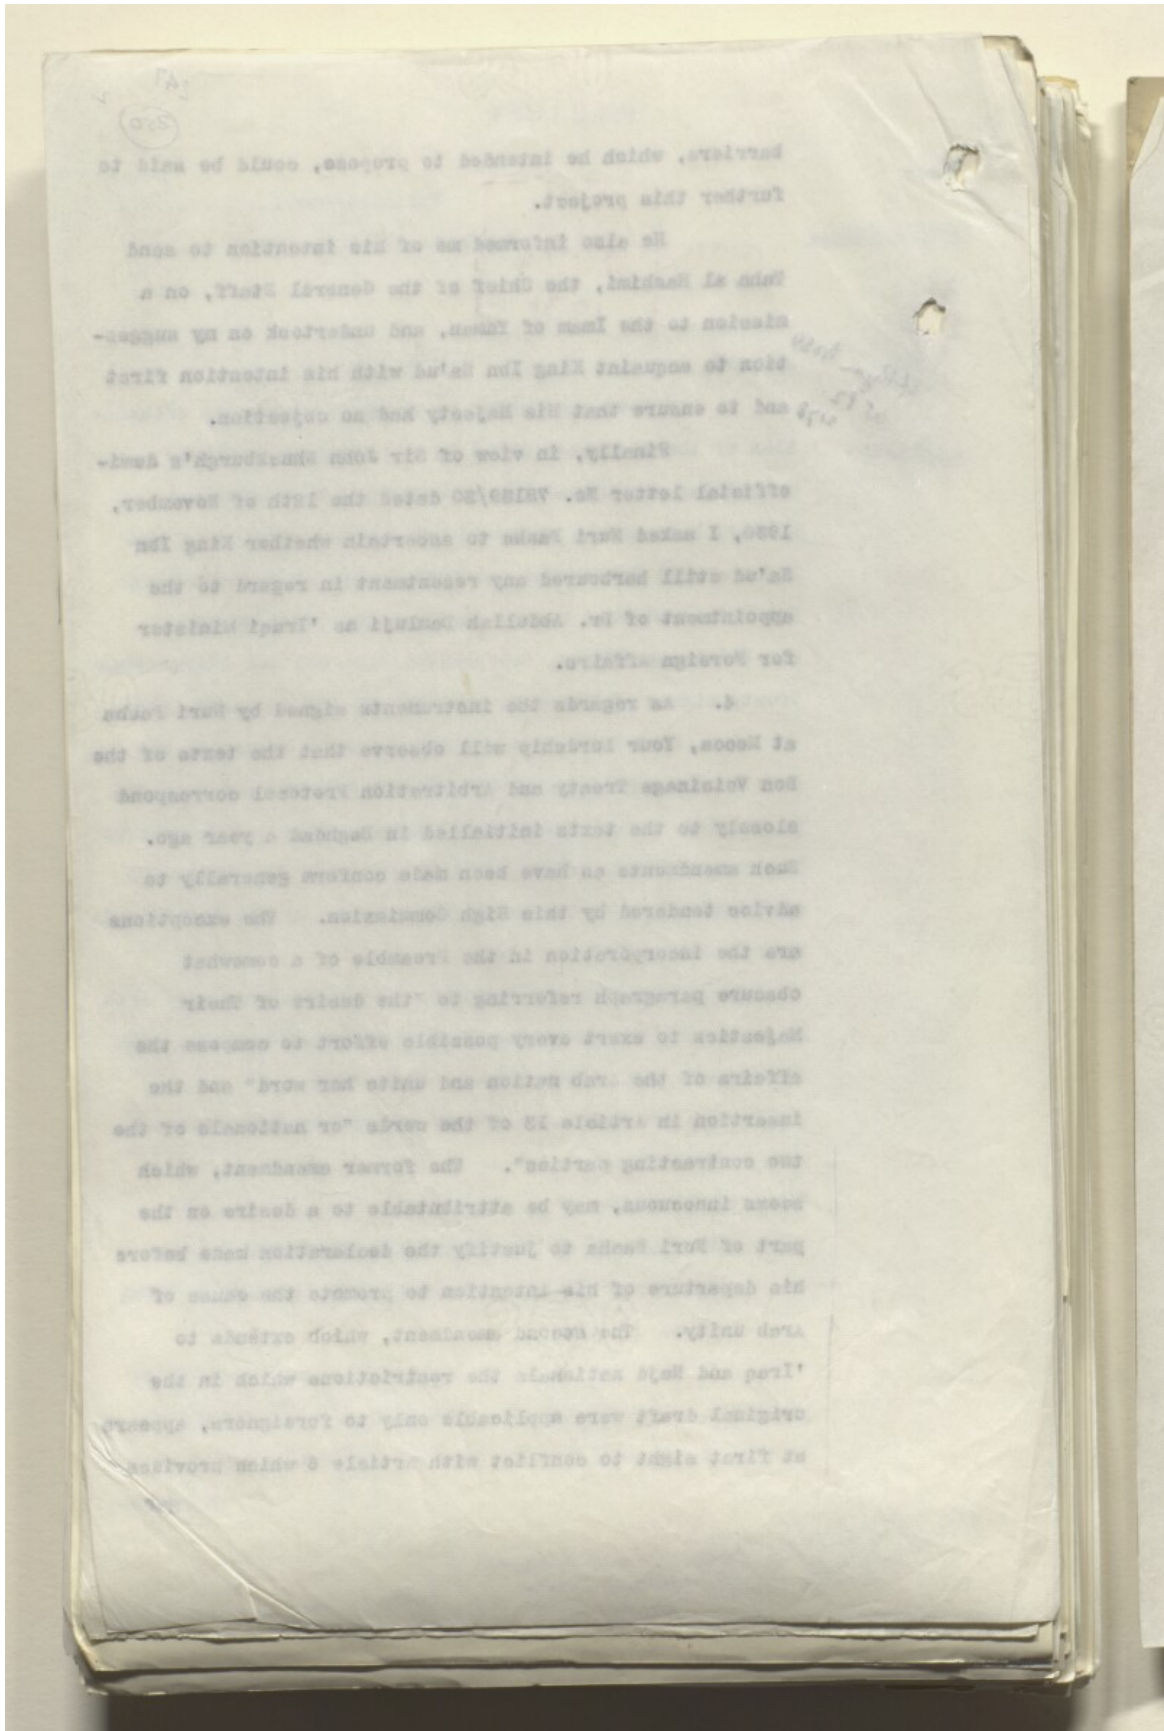 barriers, which he intended to propose, could be said to
further this project.
He also informed me of his intention to send
Taha al Hashimi, the Chief of the General Staff, on a
mission to the Imam of Yaman, and undertook on my sugges-
tion to acquaint King Ibn Sa'ud with his intention first
and to ensure that His Majesty had no objection.
Finally, in view of Sir John Shuckburgh's demi-
official letter No. 78189/30 dated the 12th of November,
1930, I asked Nuri Pasha to ascertain whether King Ibn
Sa'ud still harboured any resentment in regard to the
appointment of Dr. Abdullah Damluji as 'Iraqi Minister
for Foreign Affairs.
4. As regards the instruments signed by Nuri Pasha
at Mecca, Your Lordship will observe that the texts of the
Bon Voisinage Treaty and Arbitration Protocol correspond
closely to the texts initialled in Baghdad a year ago.
Such amendments as have been made conform generally to
advice tendered by this High Commission. The exceptions
are the incorporation in the Preamble of a somewhat
obscure paragraph referring to "the desire of Their
Majesties to exert every possible effort to compose the
affairs of the Arab nation and unite her word" and the
insertion in Article 13 of the words "or nationals of the
two contracting parties". The former amendment, which
seems innocuous, may be attributable to a desire on the
part of Nuri Pasha to justify the declaration made before
his departure of his intention to promote the cause of
Arab unity. The second amendment, which extends to
'Iraq and Najd nationals the restrictions which in the
original draft were applicable only to foreigners, appears
at first sight to conflict with Article 6 which provides